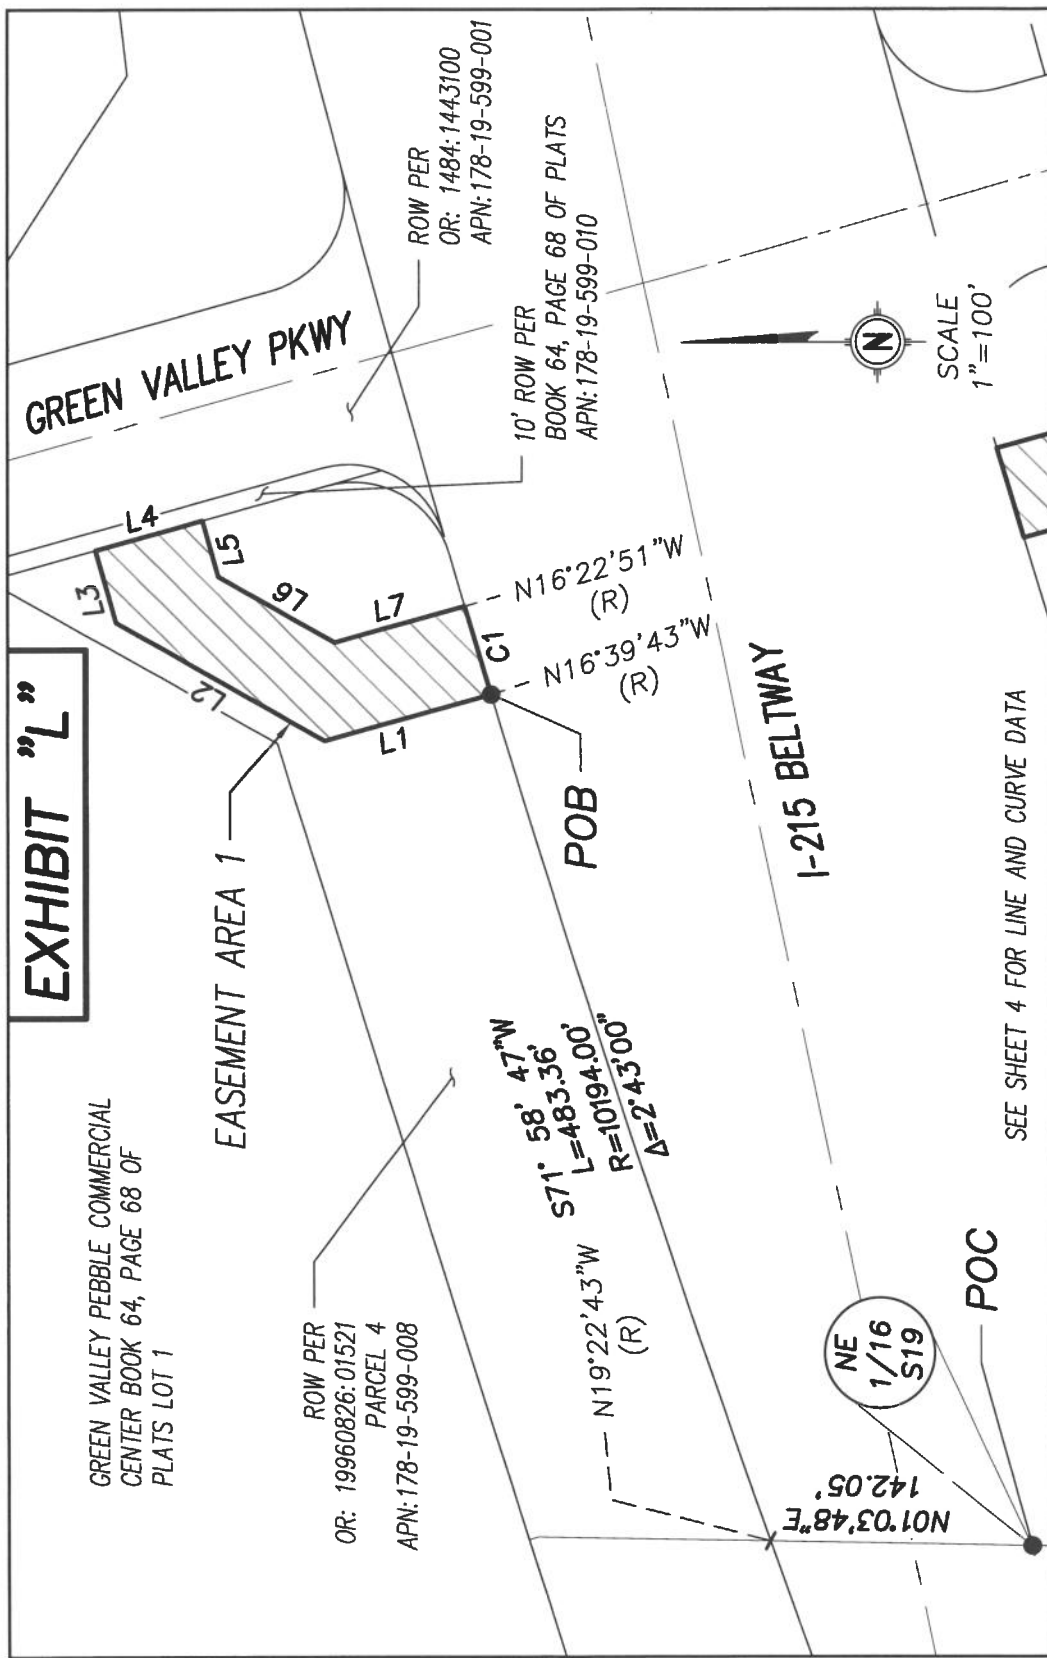 EXHIBIT "L"
GREEN VALLEY PEBBLE COMMERCIAL
CENTER BOOK 64, PAGE 68 OF
PLATS LOT 1
EASEMENT AREA 1
ROW PER
OR: 19960826:01521
PARCEL 4
APN:178-19-599-008
L1
L2
L3
L4
L5
L6
L7
C1
GREEN VALLEY PKWY
ROW PER
OR: 1484:1443100
APN:178-19-599-001
10' ROW PER
BOOK 64, PAGE 68 OF PLATS
APN:178-19-599-010
N16°22'51"W
(R)
N16°39'43"W
(R)
POB
S71° 58' 47"W
L=483.36'
R=10194.00'
Δ=2°43'00"
N19°22'43"W
(R)
I-215 BELTWAY
N
SCALE
1"=100'
NE
1/16
S19
POC
N01°03'48"E
142.05'
SEE SHEET 4 FOR LINE AND CURVE DATA